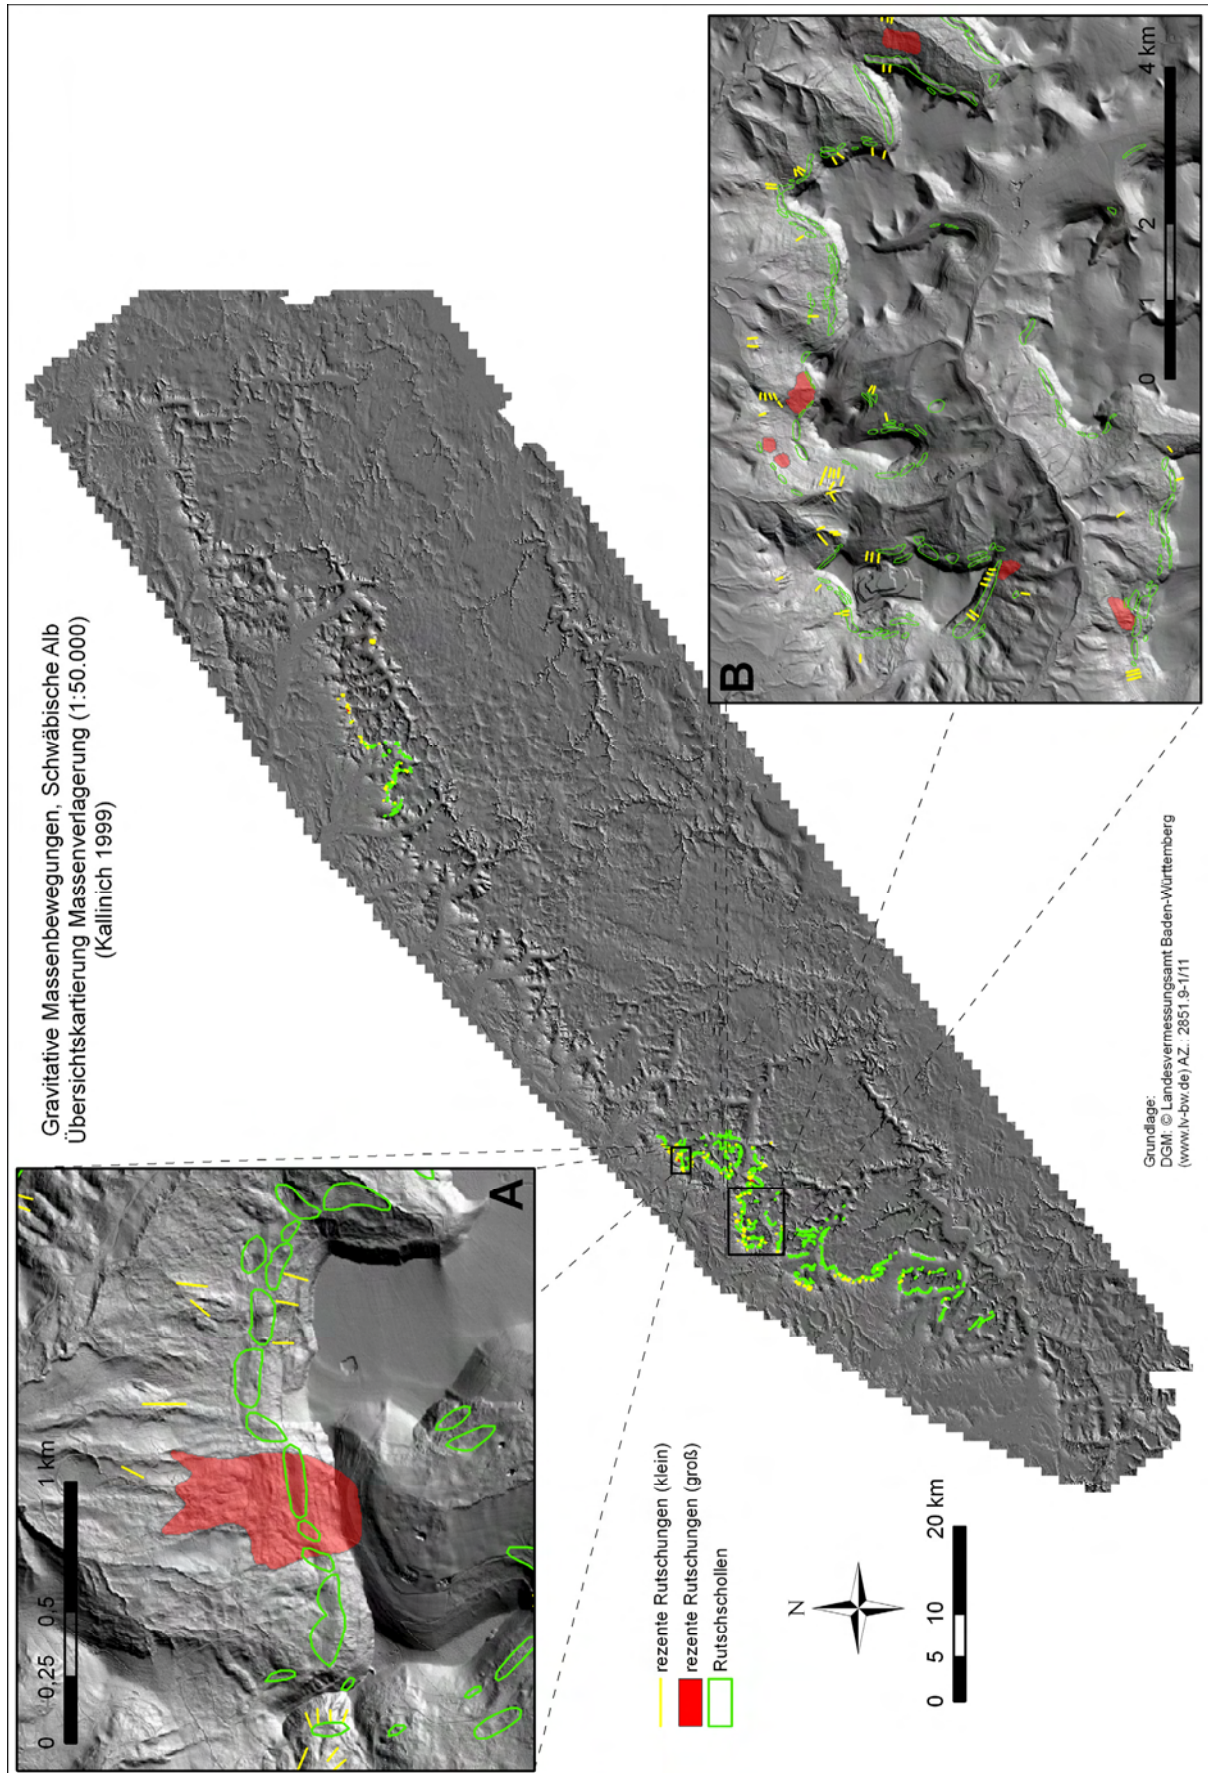 Gravitative Massenbewegungen, Schwäbische Alb
Übersichtskartierung Massenverlagerung (1:50.000)
(Kallinich 1999)
A
0 0,25 0,5 1 km
B
0 1 2 4 km
rezente Rutschungen (klein)
rezente Rutschungen (groß)
Rutschschollen
N
0 5 10 20 km
Grundlage:
DGM: © Landesvermessungsamt Baden-Württemberg
(www.lv-bw.de) AZ.: 2851.9-1/11